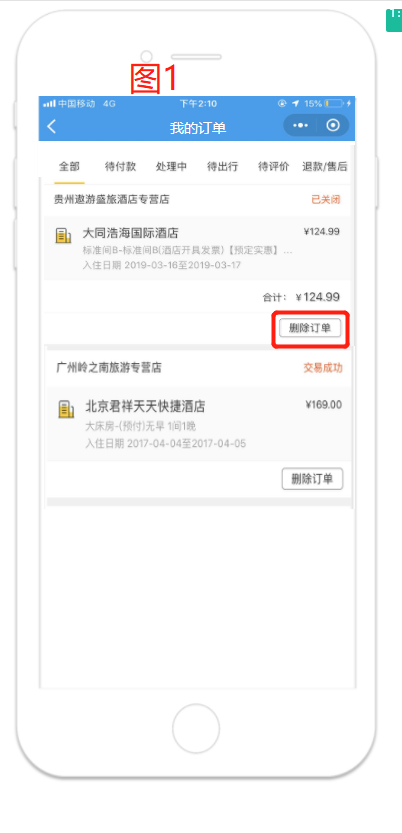 图1
中国移动 4G 下午2:10 15%
我的订单
全部 待付款 处理中 待出行 待评价 退款/售后
贵州遨游盛旅酒店专营店 已关闭
大同浩海国际酒店 ¥124.99
标准间B-标准间B(酒店开具发票)【预定实惠】...
入住日期 2019-03-16至2019-03-17
合计: ¥124.99
删除订单
广州岭之南旅游专营店 交易成功
北京君祥天天快捷酒店 ¥169.00
大床房-(预付)无早 1间1晚
入住日期 2017-04-04至2017-04-05
删除订单